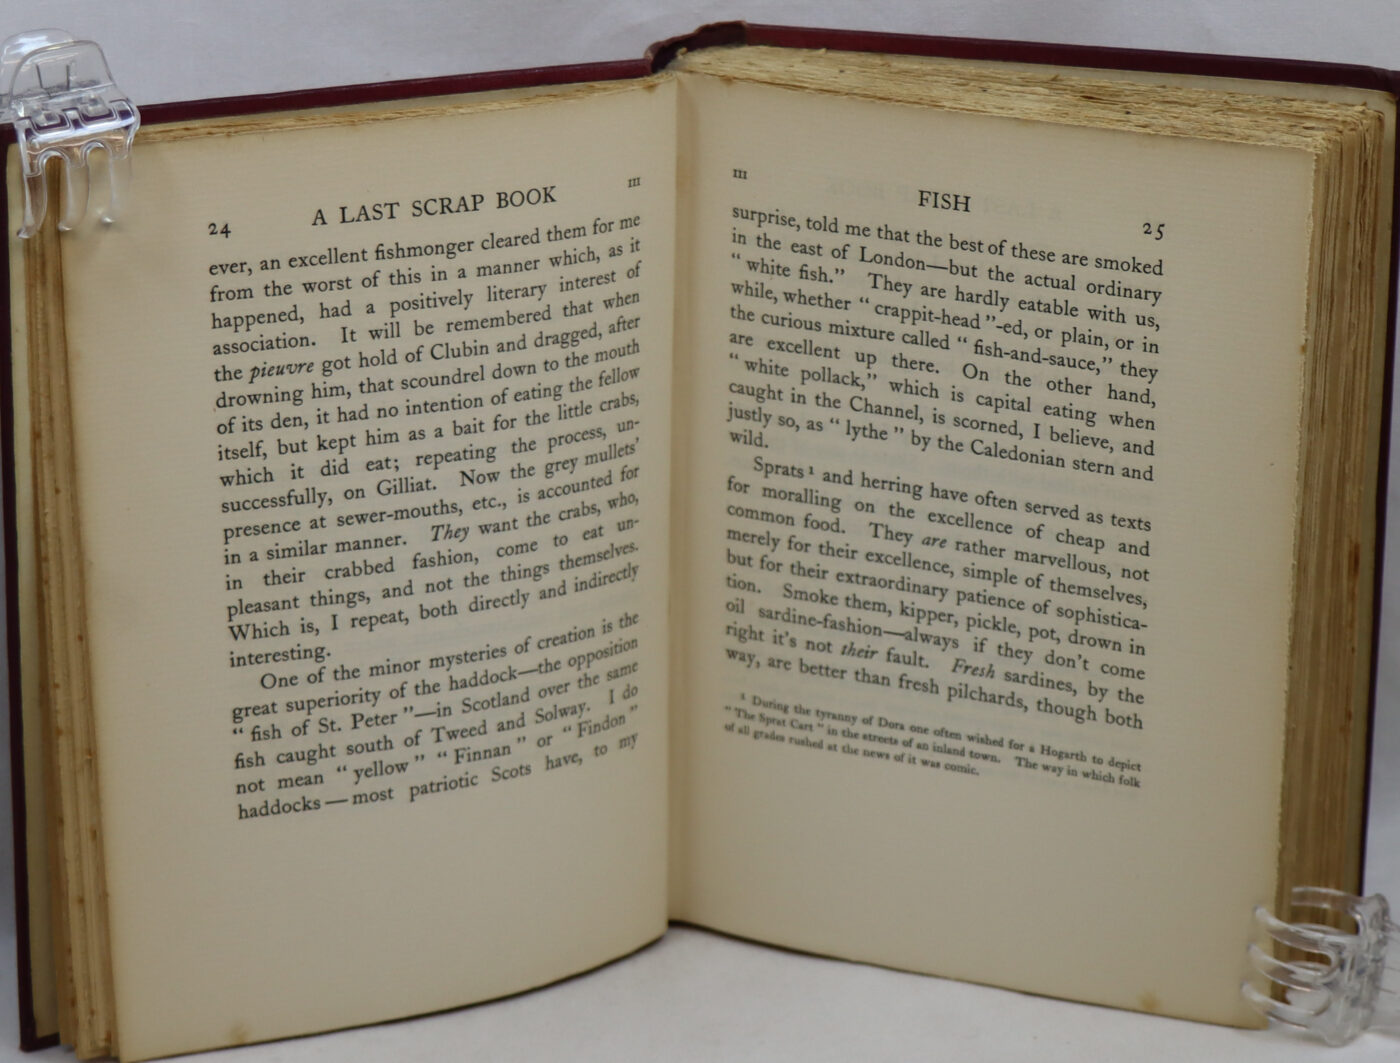 24 A LAST SCRAP BOOK III
ever, an excellent fishmonger cleared them for me
from the worst of this in a manner which, as it
happened, had a positively literary interest of
association. It will be remembered that when
the pieuvre got hold of Clubin and dragged, after
drowning him, that scoundrel down to the mouth
of its den, it had no intention of eating the fellow
itself, but kept him as a bait for the little crabs,
which it did eat; repeating the process, un-
successfully, on Gilliat. Now the grey mullets’
presence at sewer-mouths, etc., is accounted for
in a similar manner. They want the crabs, who,
in their crabbed fashion, come to eat un-
pleasant things, and not the things themselves.
Which is, I repeat, both directly and indirectly
interesting.
One of the minor mysteries of creation is the
great superiority of the haddock—the opposition
“fish of St. Peter”—in Scotland over the same
fish caught south of Tweed and Solway. I do
not mean “yellow” “Finnan” or “Findon”
haddocks—most patriotic Scots have, to my
III FISH 25
surprise, told me that the best of these are smoked
in the east of London—but the actual ordinary
“white fish.” They are hardly eatable with us,
while, whether “crappit-head”-ed, or plain, or in
the curious mixture called “fish-and-sauce,” they
are excellent up there. On the other hand,
“white pollack,” which is capital eating when
caught in the Channel, is scorned, I believe, and
justly so, as “lythe” by the Caledonian stern and
wild.
Sprats¹ and herring have often served as texts
for moralling on the excellence of cheap and
common food. They are rather marvellous, not
merely for their excellence, simple of themselves,
but for their extraordinary patience of sophistica-
tion. Smoke them, kipper, pickle, pot, drown in
oil sardine-fashion—always if they don’t come
right it’s not their fault. Fresh sardines, by the
way, are better than fresh pilchards, though both
¹ During the tyranny of Dora one often wished for a Hogarth to depict
“The Sprat Cart” in the streets of an inland town. The way in which folk
of all grades rushed at the news of it was comic.